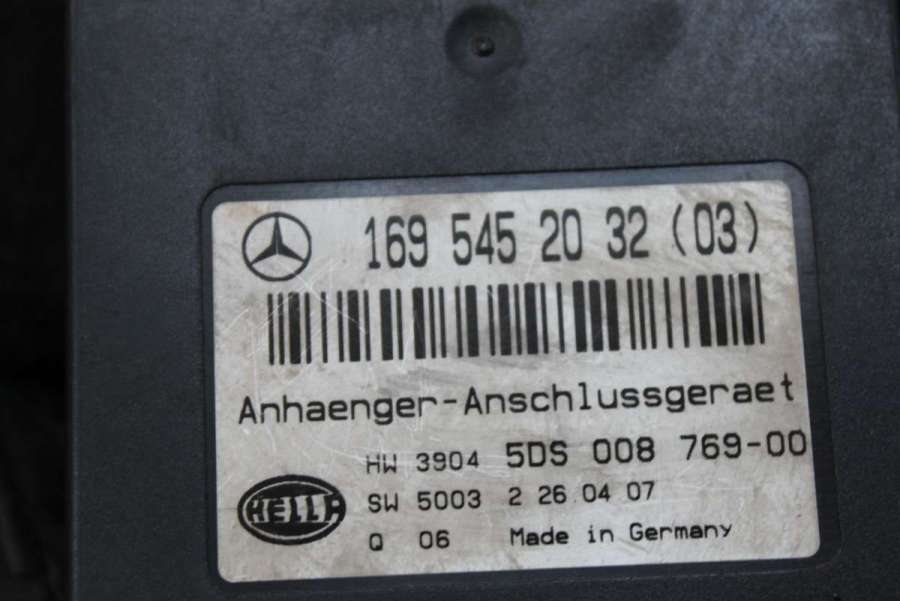 169 545 20 32 (03)
Anhaenger-Anschlussgeraet
HW 3904 5DS 008 769-00
HELLA SW 5003 2 26.04.07
Q 06 Made in Germany